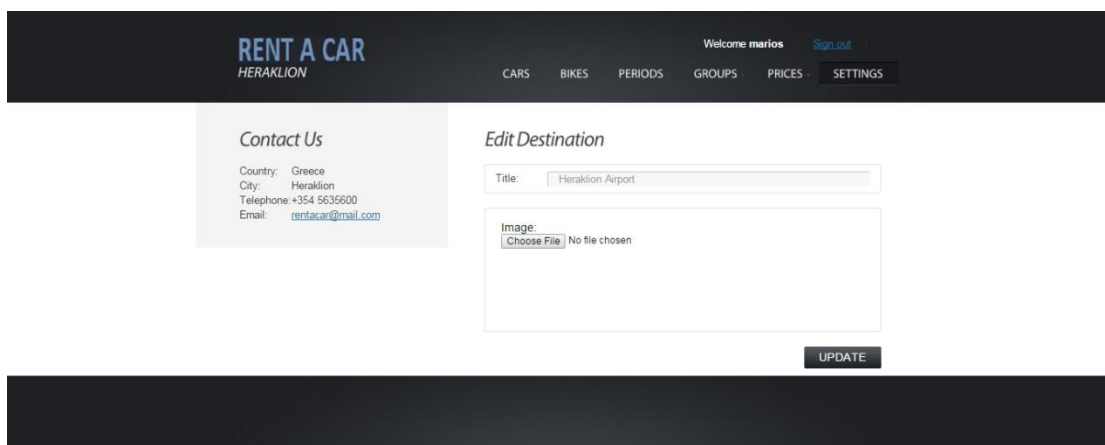 RENT A CAR
HERAKLION
Welcome marios Sign out
CARS BIKES PERIODS GROUPS PRICES SETTINGS
Contact Us
Country: Greece
City: Heraklion
Telephone:+354 5635600
Email: rentacar@mail.com
Edit Destination
Title: Heraklion Airport
Image:
Choose File No file chosen
UPDATE